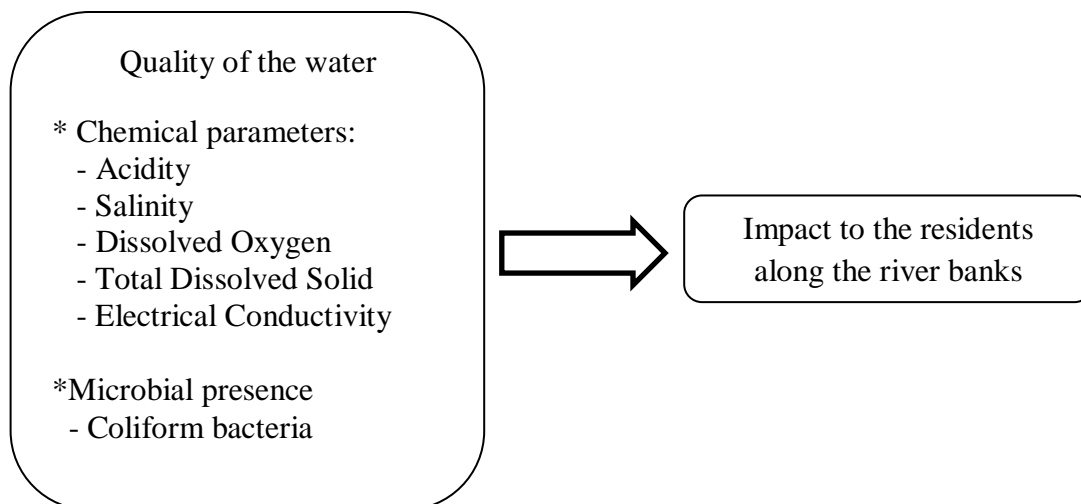 Quality of the water
* Chemical parameters:
- Acidity
- Salinity
- Dissolved Oxygen
- Total Dissolved Solid
- Electrical Conductivity
*Microbial presence
- Coliform bacteria
Impact to the residents
along the river banks